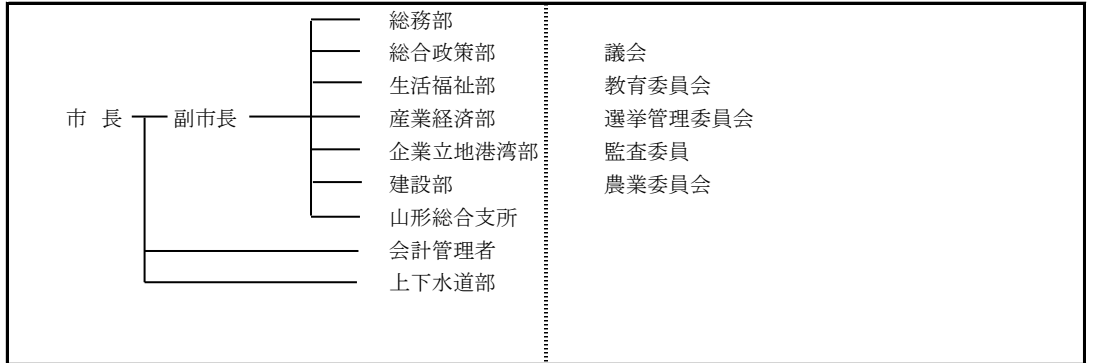 総務部
総合政策部
生活福祉部
市 長 副市長 産業経済部
企業立地港湾部
建設部
山形総合支所
会計管理者
上下水道部
議会
教育委員会
選挙管理委員会
監査委員
農業委員会